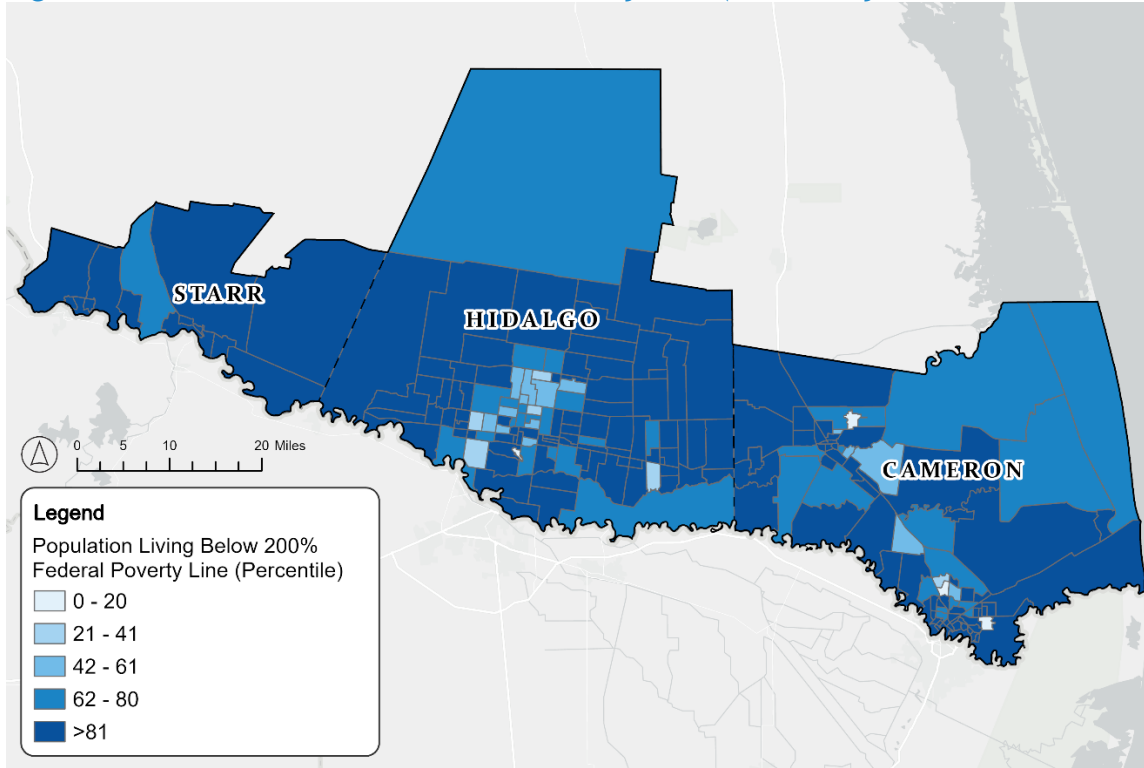 STARR
HIDALGO
CAMERON
0 5 10 20 Miles
Legend
Population Living Below 200%
Federal Poverty Line (Percentile)
0 - 20
21 - 41
42 - 61
62 - 80
>81